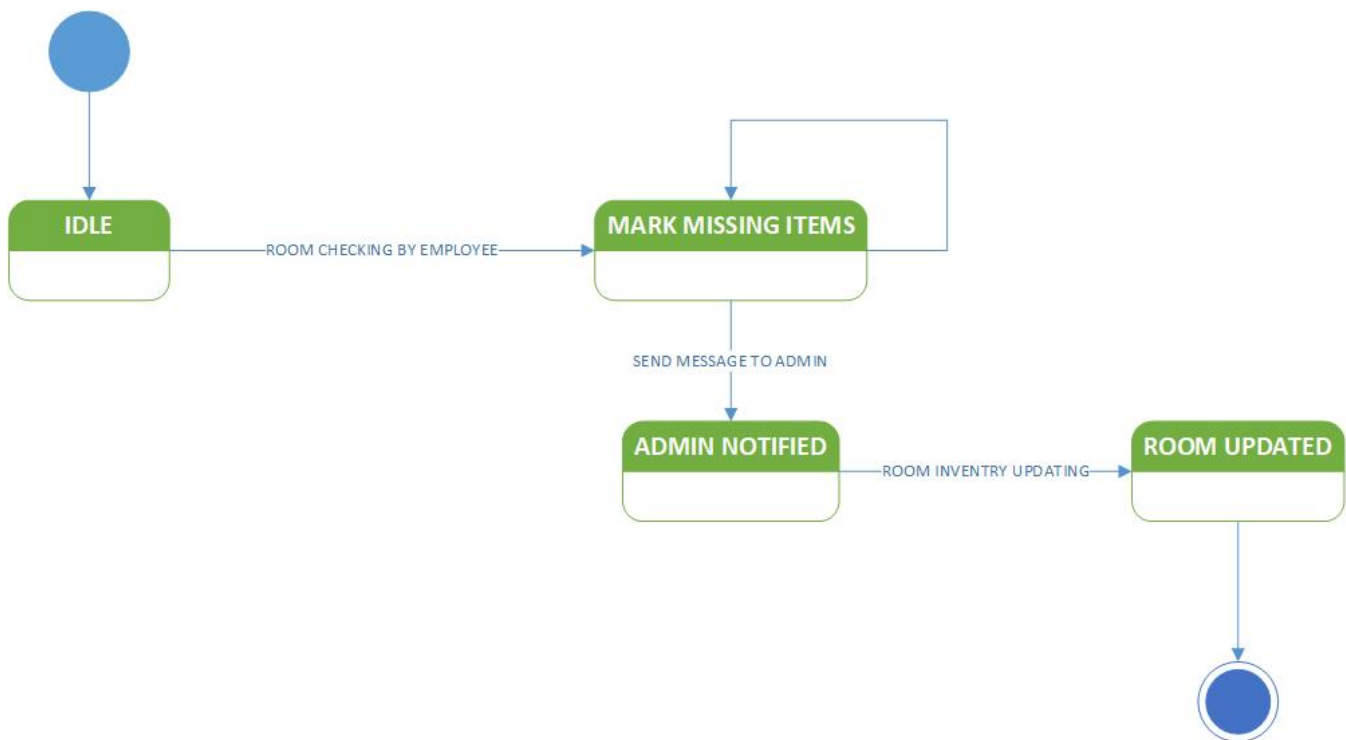 IDLE
MARK MISSING ITEMS
ROOM CHECKING BY EMPLOYEE
SEND MESSAGE TO ADMIN
ADMIN NOTIFIED
ROOM UPDATED
ROOM INVENTRY UPDATING